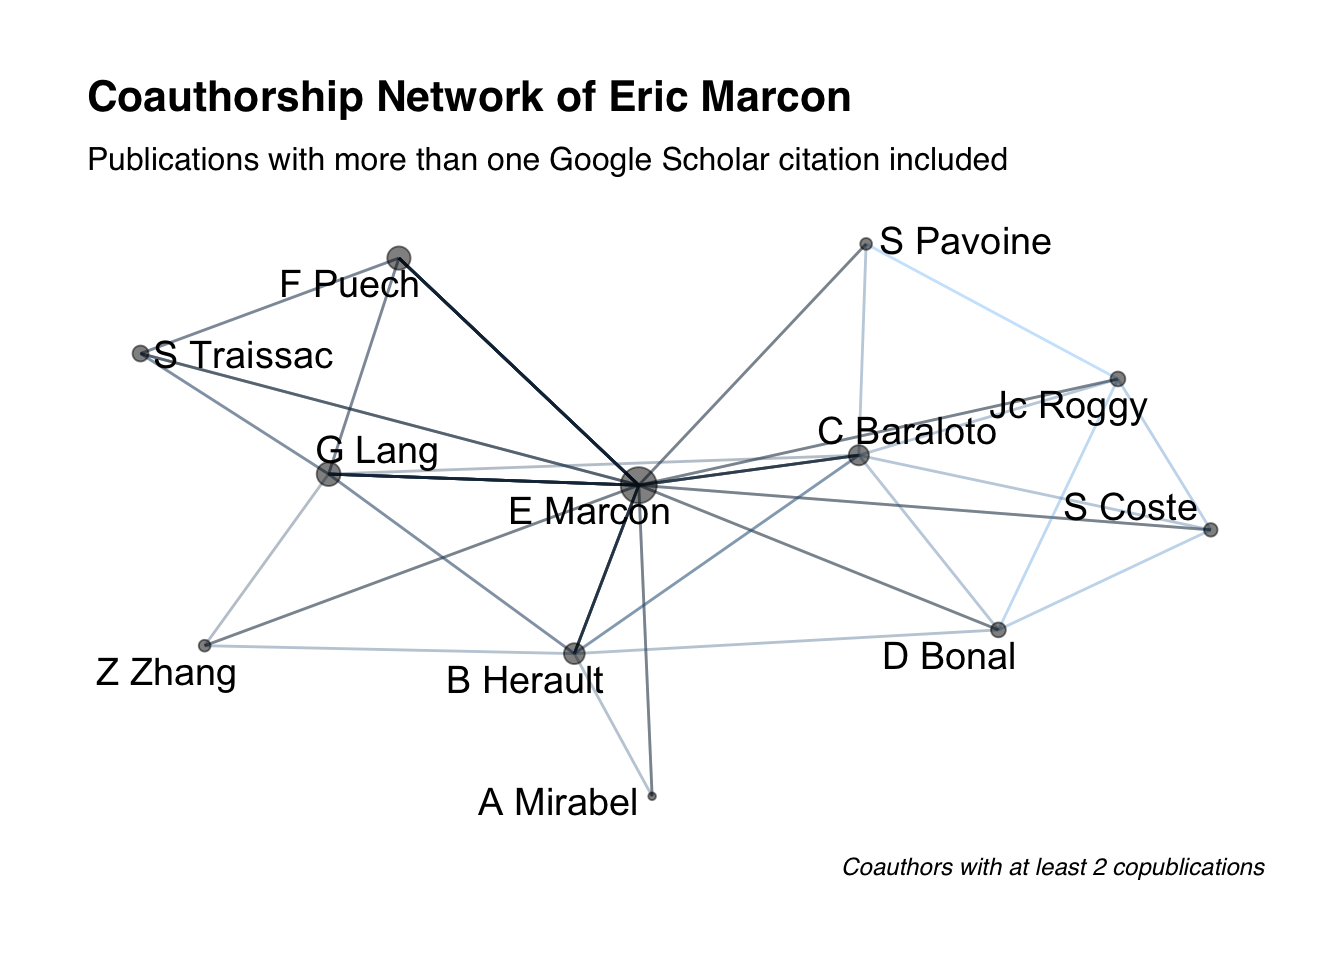 Coauthorship Network of Eric Marcon
Publications with more than one Google Scholar citation included
S Pavoine
F Puech
S Traissac
Jc Roggy
C Baraloto
G Lang
S Coste
E Marcon
D Bonal
Z Zhang
B Herault
A Mirabel
Coauthors with at least 2 copublications